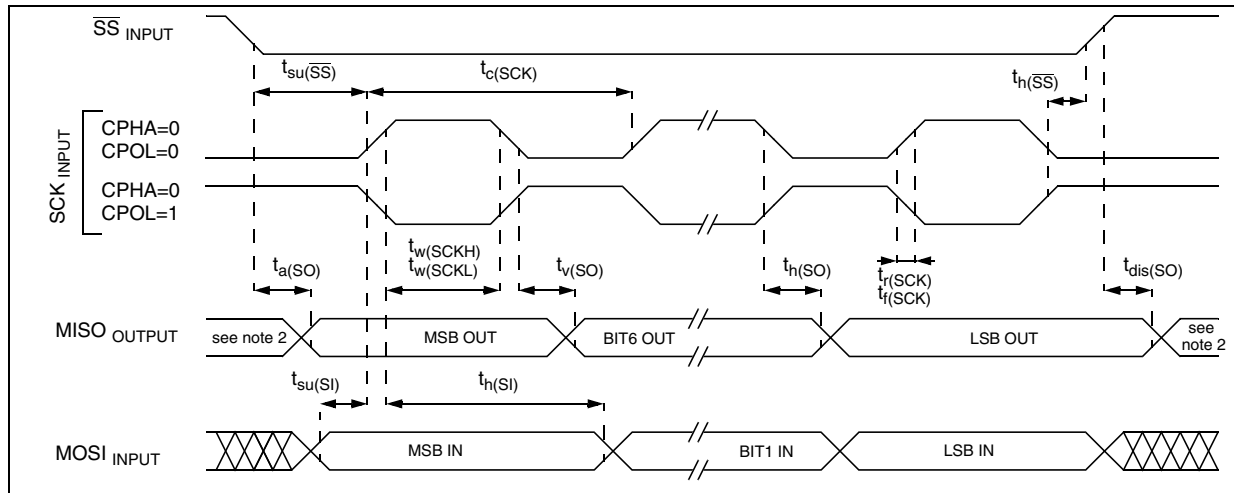 SS INPUT
tsu(SS)
tc(SCK)
th(SS)
SCK INPUT
CPHA=0
CPOL=0
CPHA=0
CPOL=1
ta(SO)
tw(SCKH)
tw(SCKL)
tv(SO)
th(SO)
tr(SCK)
tf(SCK)
tdis(SO)
MISO OUTPUT
see note 2
MSB OUT
BIT6 OUT
LSB OUT
see
note 2
tsu(SI)
th(SI)
MOSI INPUT
MSB IN
BIT1 IN
LSB IN